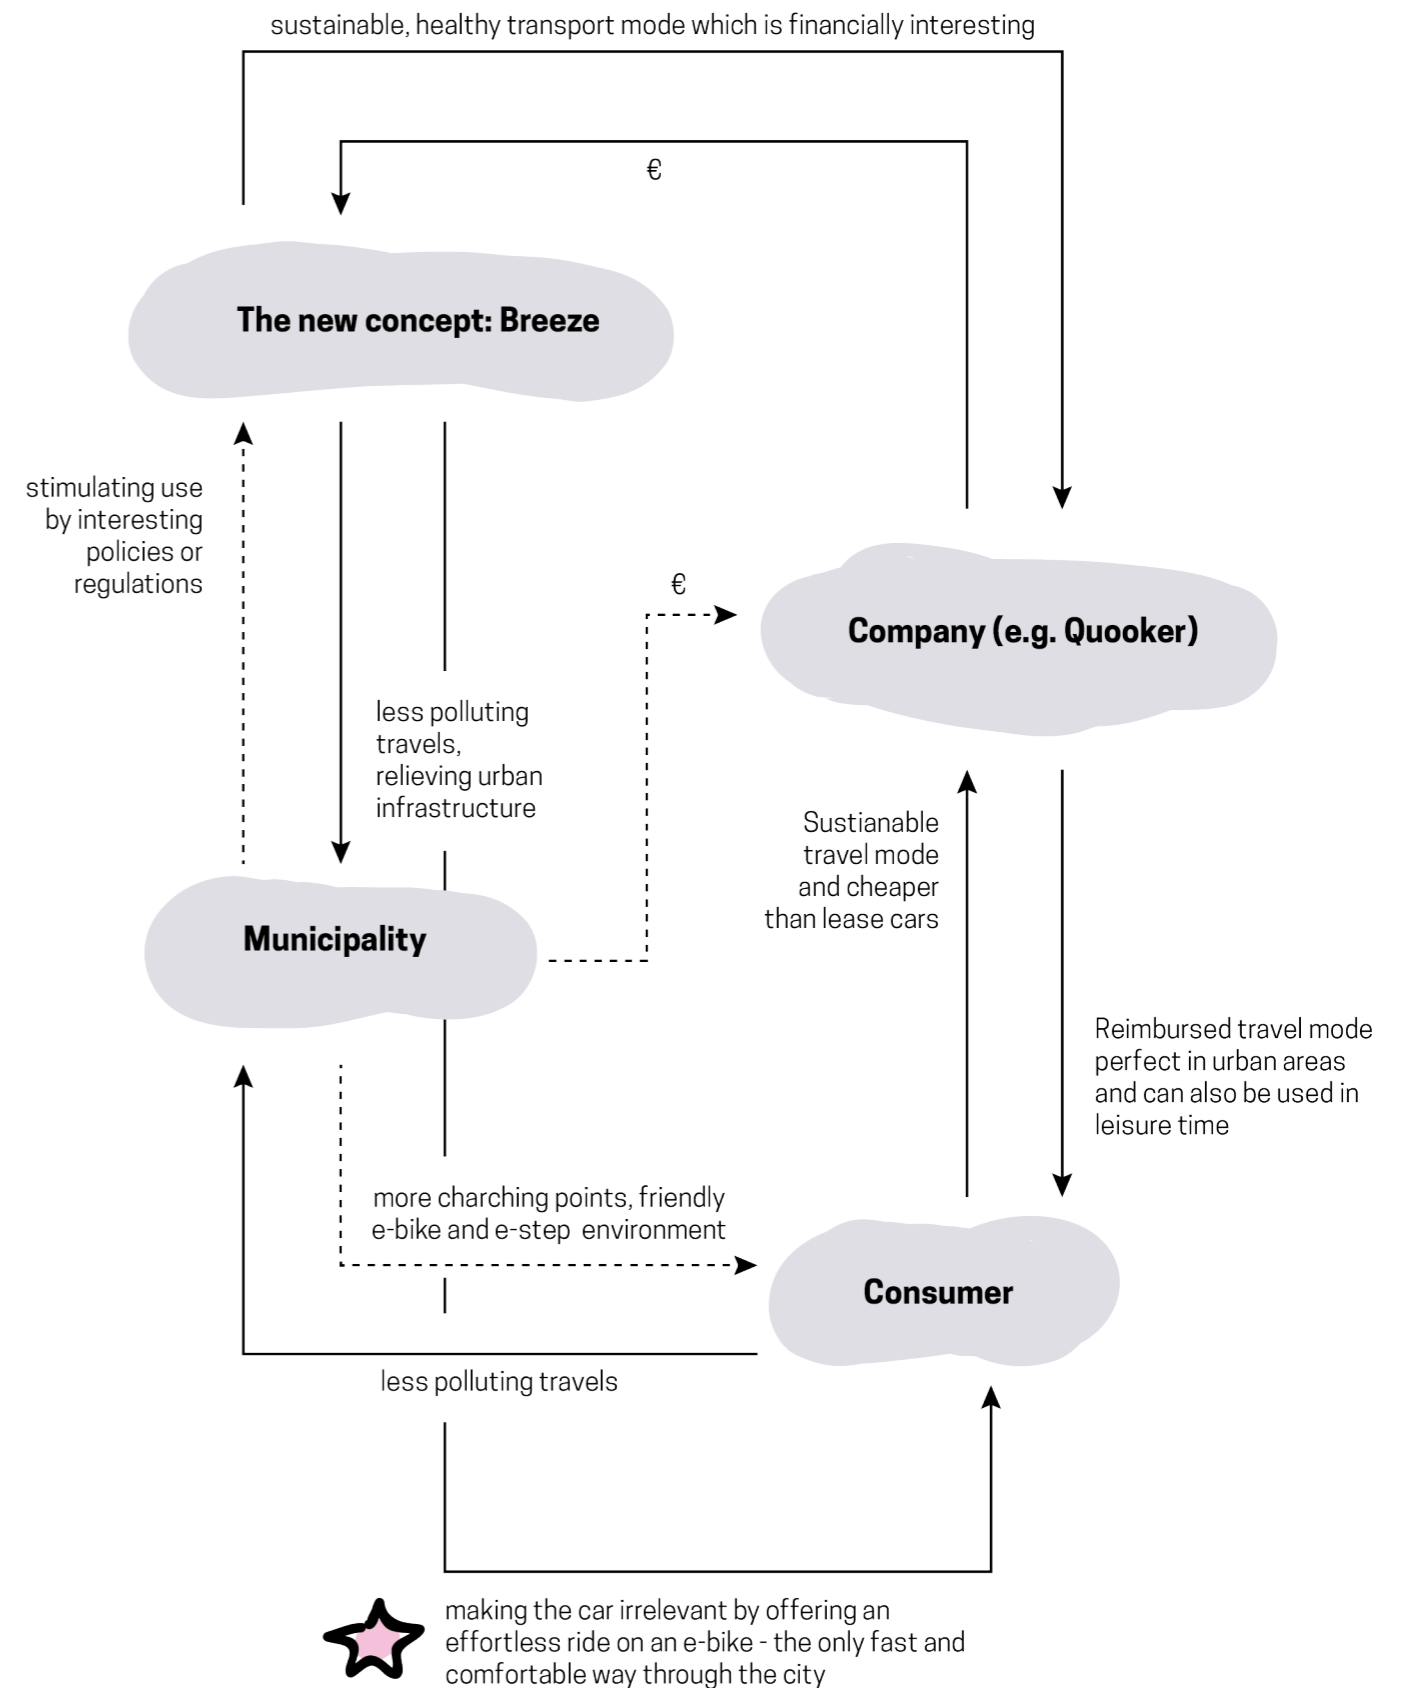 sustainable, healthy transport mode which is financially interesting
€
The new concept: Breeze
stimulating use
by interesting
policies or
regulations
€
Company (e.g. Quooker)
less polluting
travels,
relieving urban
infrastructure
Sustianable
travel mode
and cheaper
than lease cars
Municipality
Reimbursed travel mode
perfect in urban areas
and can also be used in
leisure time
more charching points, friendly
e-bike and e-step environment
Consumer
less polluting travels
making the car irrelevant by offering an
effortless ride on an e-bike - the only fast and
comfortable way through the city